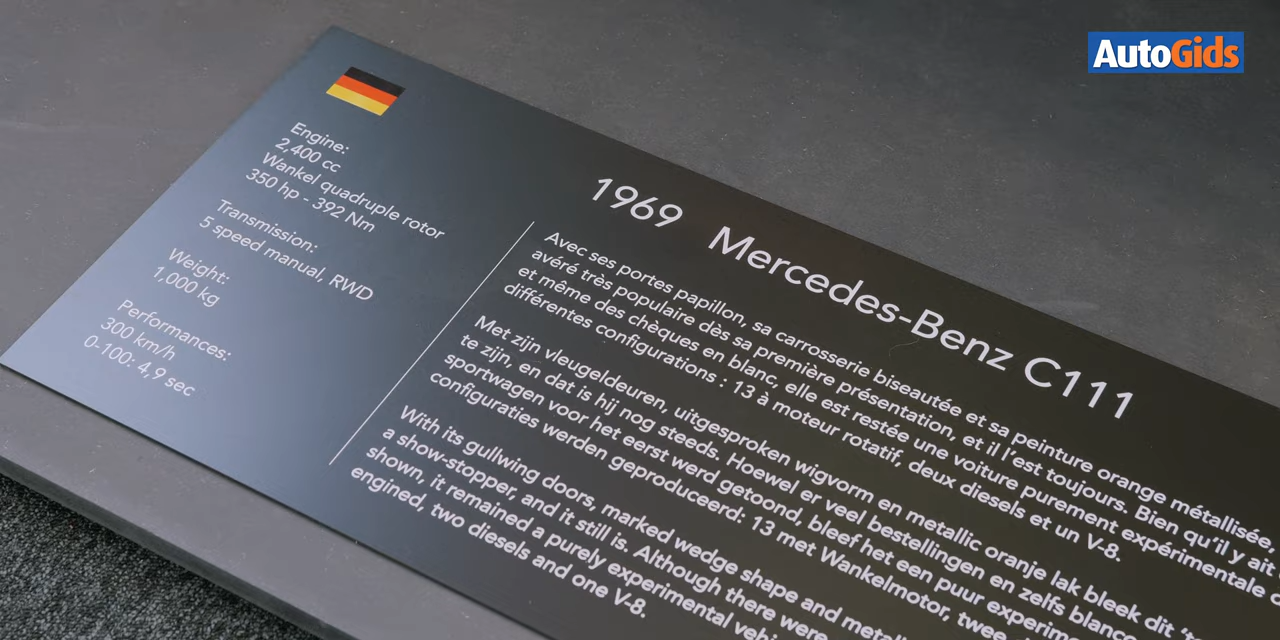 AutoGids
Engine:
2,400 cc
Wankel quadruple rotor
350 hp - 392 Nm
Transmission:
5 speed manual, RWD
Weight:
1,000 kg
Performances:
300 km/h
0-100: 4,9 sec
1969 Mercedes-Benz C111
Avec ses portes papillon, sa carrosserie biseautée et sa peinture orange métallisée,
avéré très populaire dès sa première présentation, et il l'est toujours. Bien qu'il y ait
et même des chèques en blanc, elle est restée une voiture purement expérimentale
différentes configurations : 13 à moteur rotatif, deux diesels et un V-8.
Met zijn vleugeldeuren, uitgesproken wigvorm en metallic oranje lak bleek dit
te zijn, en dat is hij nog steeds. Hoewel er veel bestellingen en zelfs blanc
sportwagen voor het eerst werd getoond, bleef het een puur experim
configuraties werden geproduceerd: 13 met Wankelmotor, twee
With its gullwing doors, marked wedge shape and metall
a show-stopper, and it still is. Although there were
shown, it remained a purely experimental vehi
engined, two diesels and one V-8.